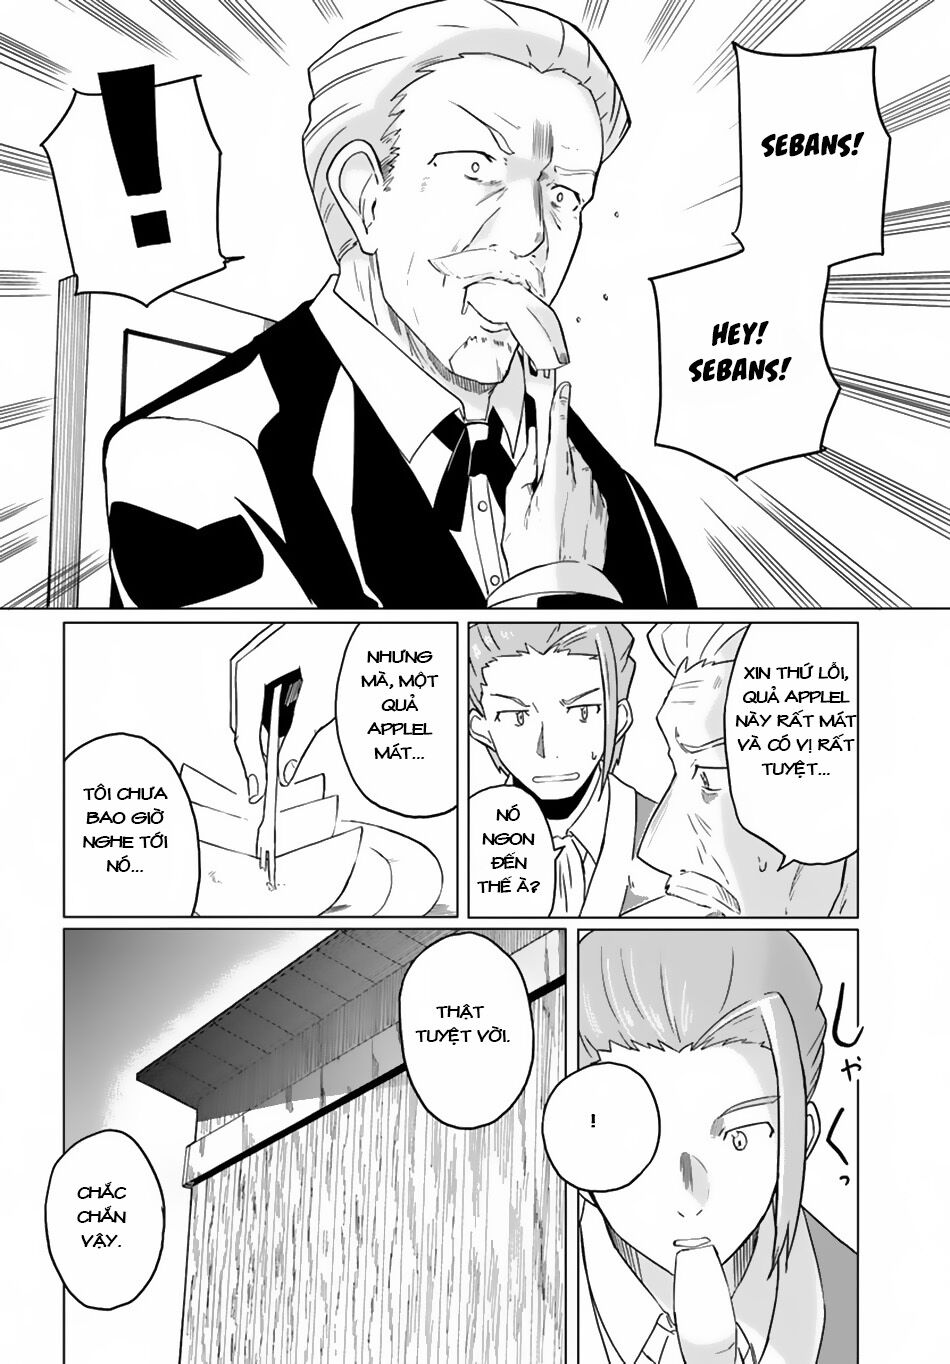 SEBANS!
HEY!
SEBANS!
!
XIN THỨ LỖI,
QUẢ APPLEL
NÀY RẤT MÁT
VÀ CÓ VỊ RẤT
TUYỆT...
NÓ
NGON
ĐẾN
THẾ À?
NHƯNG
MÀ, MỘT
QUẢ
APPLEL
MÁT...
TÔI CHƯA
BAO GIỜ
NGHE TỚI
NÓ...
しゃくっ
!
THẬT
TUYỆT VỜI.
CHẮC
CHẮN
VẬY.